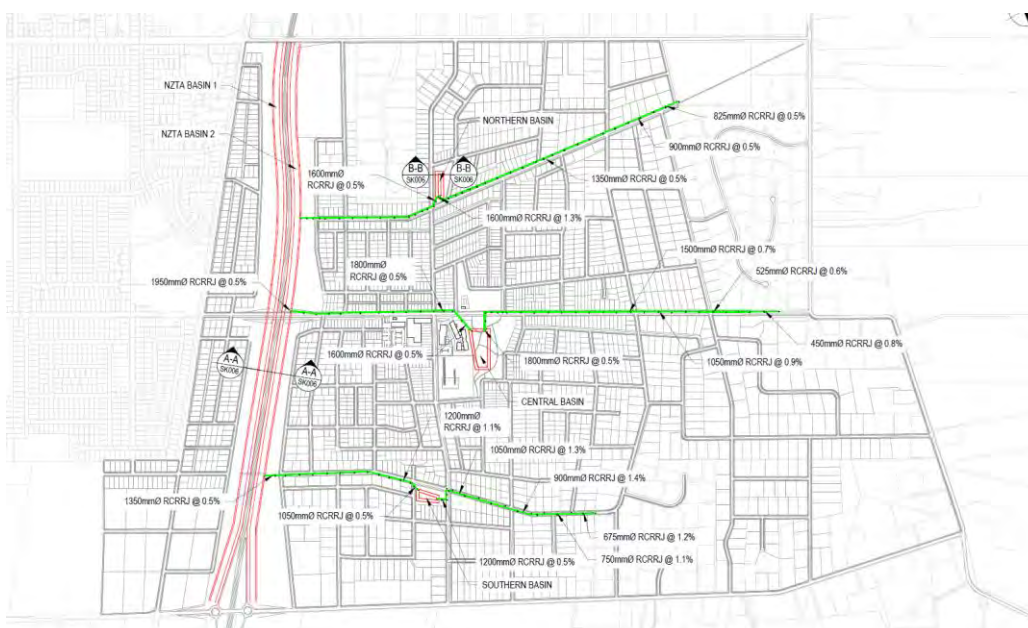 NZTA BASIN 1
NZTA BASIN 2
NORTHERN BASIN
825mmØ RCRRJ @ 0.5%
900mmØ RCRRJ @ 0.5%
1600mmØ
RCRRJ @ 0.5%
B-B
SK006
B-B
SK006
1350mmØ RCRRJ @ 0.5%
1600mmØ RCRRJ @ 1.3%
1500mmØ RCRRJ @ 0.7%
1800mmØ
RCRRJ @ 0.5%
525mmØ RCRRJ @ 0.6%
1950mmØ RCRRJ @ 0.5%
450mmØ RCRRJ @ 0.8%
1600mmØ RCRRJ @ 0.5%
1800mmØ RCRRJ @ 0.5%
1050mmØ RCRRJ @ 0.9%
A-A
SK006
A-A
SK006
CENTRAL BASIN
1200mmØ
RCRRJ @ 1.1%
1050mmØ RCRRJ @ 1.3%
900mmØ RCRRJ @ 1.4%
1350mmØ RCRRJ @ 0.5%
1050mmØ RCRRJ @ 0.5%
675mmØ RCRRJ @ 1.2%
1200mmØ RCRRJ @ 0.5%
750mmØ RCRRJ @ 1.1%
SOUTHERN BASIN